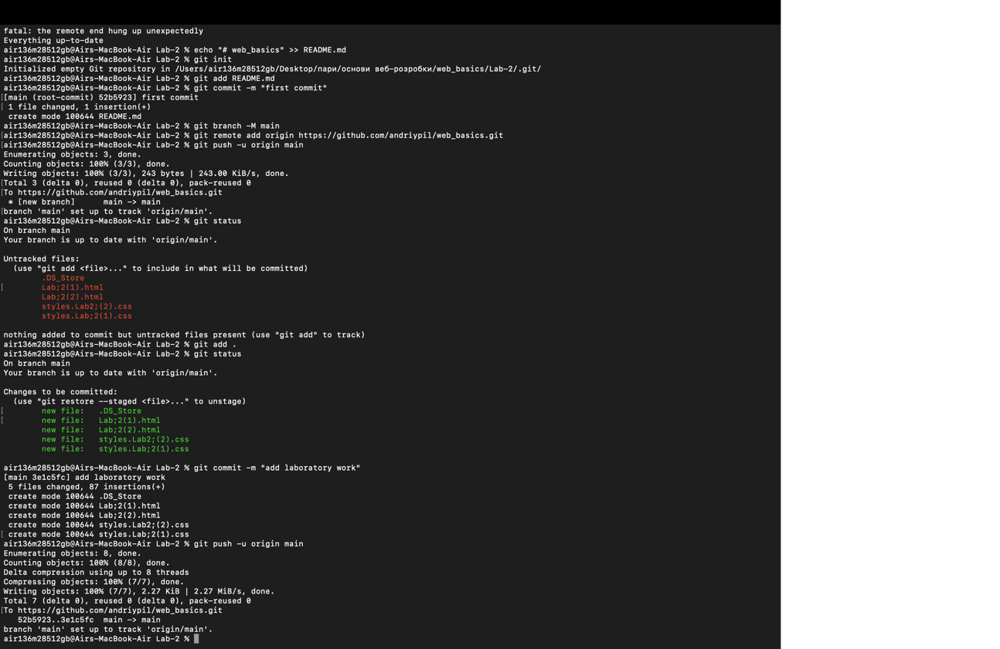 fatal: the remote end hung up unexpectedly
Everything up-to-date
air136m28512gb@Airs-MacBook-Air Lab-2 % echo "# web_basics" >> README.md
air136m28512gb@Airs-MacBook-Air Lab-2 % git init
Initialized empty Git repository in /Users/air136m28512gb/Desktop/пари/основи веб-розробки/web_basics/Lab-2/.git/
air136m28512gb@Airs-MacBook-Air Lab-2 % git add README.md
air136m28512gb@Airs-MacBook-Air Lab-2 % git commit -m "first commit"
[[main (root-commit) 52b5923] first commit
[ 1 file changed, 1 insertion(+)
 create mode 100644 README.md
air136m28512gb@Airs-MacBook-Air Lab-2 % git branch -M main
[air136m28512gb@Airs-MacBook-Air Lab-2 % git remote add origin https://github.com/andriypil/web_basics.git
[air136m28512gb@Airs-MacBook-Air Lab-2 % git push -u origin main
Enumerating objects: 3, done.
Counting objects: 100% (3/3), done.
Writing objects: 100% (3/3), 243 bytes | 243.00 KiB/s, done.
[Total 3 (delta 0), reused 0 (delta 0), pack-reused 0
[To https://github.com/andriypil/web_basics.git
 * [new branch]      main -> main
[branch 'main' set up to track 'origin/main'.
air136m28512gb@Airs-MacBook-Air Lab-2 % git status
On branch main
Your branch is up to date with 'origin/main'.

Untracked files:
  (use "git add <file>..." to include in what will be committed)
        .DS_Store
[        Lab;2(1).html
        Lab;2(2).html
        styles.Lab2;(2).css
        styles.Lab;2(1).css

nothing added to commit but untracked files present (use "git add" to track)
air136m28512gb@Airs-MacBook-Air Lab-2 % git add .
air136m28512gb@Airs-MacBook-Air Lab-2 % git status
On branch main
Your branch is up to date with 'origin/main'.

Changes to be committed:
  (use "git restore --staged <file>..." to unstage)
[        new file:   .DS_Store
[        new file:   Lab;2(1).html
        new file:   Lab;2(2).html
        new file:   styles.Lab2;(2).css
        new file:   styles.Lab;2(1).css

air136m28512gb@Airs-MacBook-Air Lab-2 % git commit -m "add laboratory work"
[main 3e1c5fc] add laboratory work
 5 files changed, 87 insertions(+)
 create mode 100644 .DS_Store
 create mode 100644 Lab;2(1).html
 create mode 100644 Lab;2(2).html
 create mode 100644 styles.Lab2;(2).css
[ create mode 100644 styles.Lab;2(1).css
air136m28512gb@Airs-MacBook-Air Lab-2 % git push -u origin main
Enumerating objects: 8, done.
Counting objects: 100% (8/8), done.
Delta compression using up to 8 threads
Compressing objects: 100% (7/7), done.
Writing objects: 100% (7/7), 2.27 KiB | 2.27 MiB/s, done.
Total 7 (delta 0), reused 0 (delta 0), pack-reused 0
[To https://github.com/andriypil/web_basics.git
   52b5923..3e1c5fc  main -> main
branch 'main' set up to track 'origin/main'.
air136m28512gb@Airs-MacBook-Air Lab-2 %